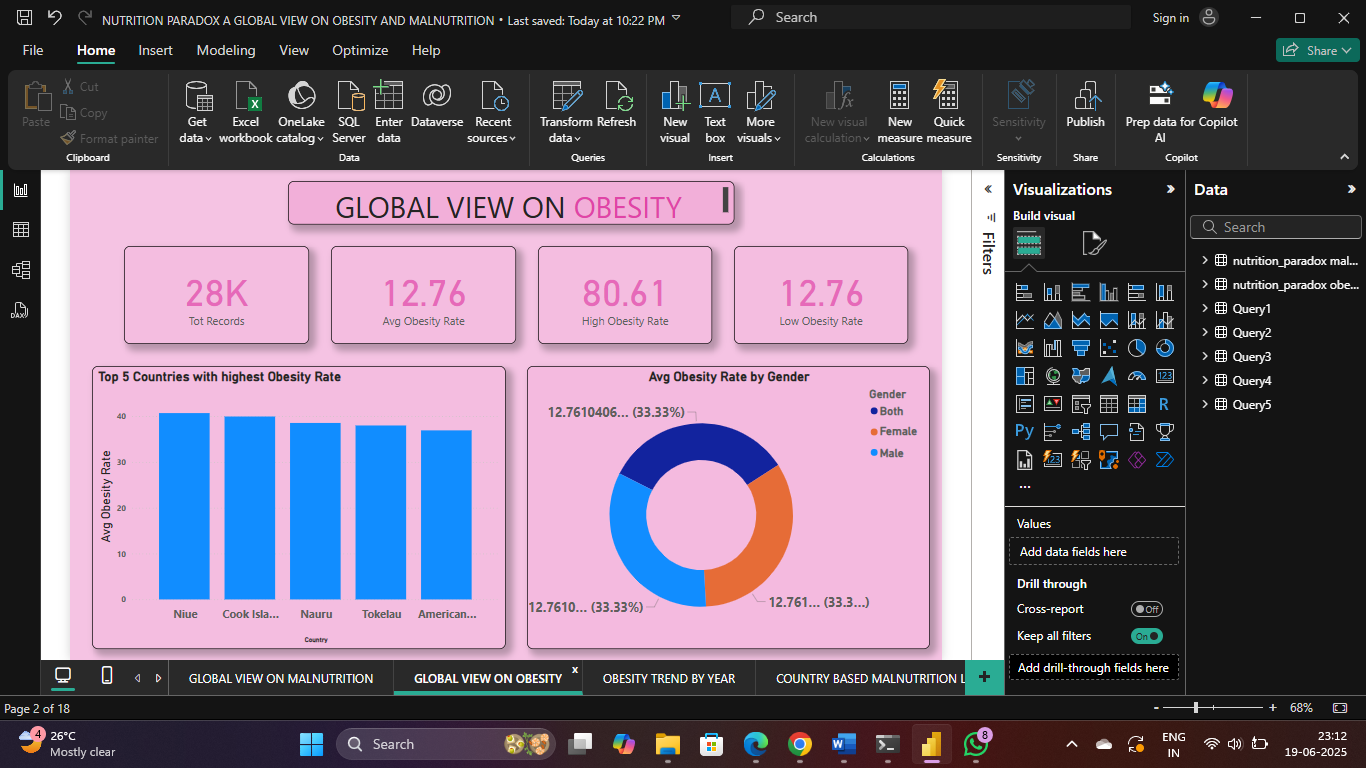 NUTRITION PARADOX A GLOBAL VIEW ON OBESITY AND MALNUTRITION • Last saved: Today at 10:22 PM
Search
Sign in
File
Home
Insert
Modeling
View
Optimize
Help
Share
Paste
Cut
Copy
Format painter
Clipboard
Get data
Excel workbook
OneLake catalog
SQL Server
Enter data
Dataverse
Recent sources
Data
Transform data
Refresh
Queries
New visual
Text box
More visuals
Insert
New visual calculation
New measure
Quick measure
Calculations
Sensitivity
Sensitivity
Publish
Share
Prep data for AI
Copilot
Copilot
GLOBAL VIEW ON OBESITY
28K
Tot Records
12.76
Avg Obesity Rate
80.61
High Obesity Rate
12.76
Low Obesity Rate
Top 5 Countries with highest Obesity Rate
Avg Obesity Rate
40
30
20
10
0
Niue
Cook Isla...
Nauru
Tokelau
American...
Country
Avg Obesity Rate by Gender
12.7610406... (33.33%)
12.7610... (33.33%)
12.761... (33.3...)
Gender
Both
Female
Male
Filters
Visualizations
Build visual
R
Py
123
123
...
Values
Add data fields here
Drill through
Cross-report
Off
Keep all filters
On
Add drill-through fields here
Data
Search
nutrition_paradox mal...
nutrition_paradox obe...
Query1
Query2
Query3
Query4
Query5
DAX
GLOBAL VIEW ON MALNUTRITION
GLOBAL VIEW ON OBESITY
x
OBESITY TREND BY YEAR
COUNTRY BASED MALNUTRITION L
+
Page 2 of 18
- + 68%
4
26°C
Mostly clear
Search
8
ENG
IN
23:12
19-06-2025